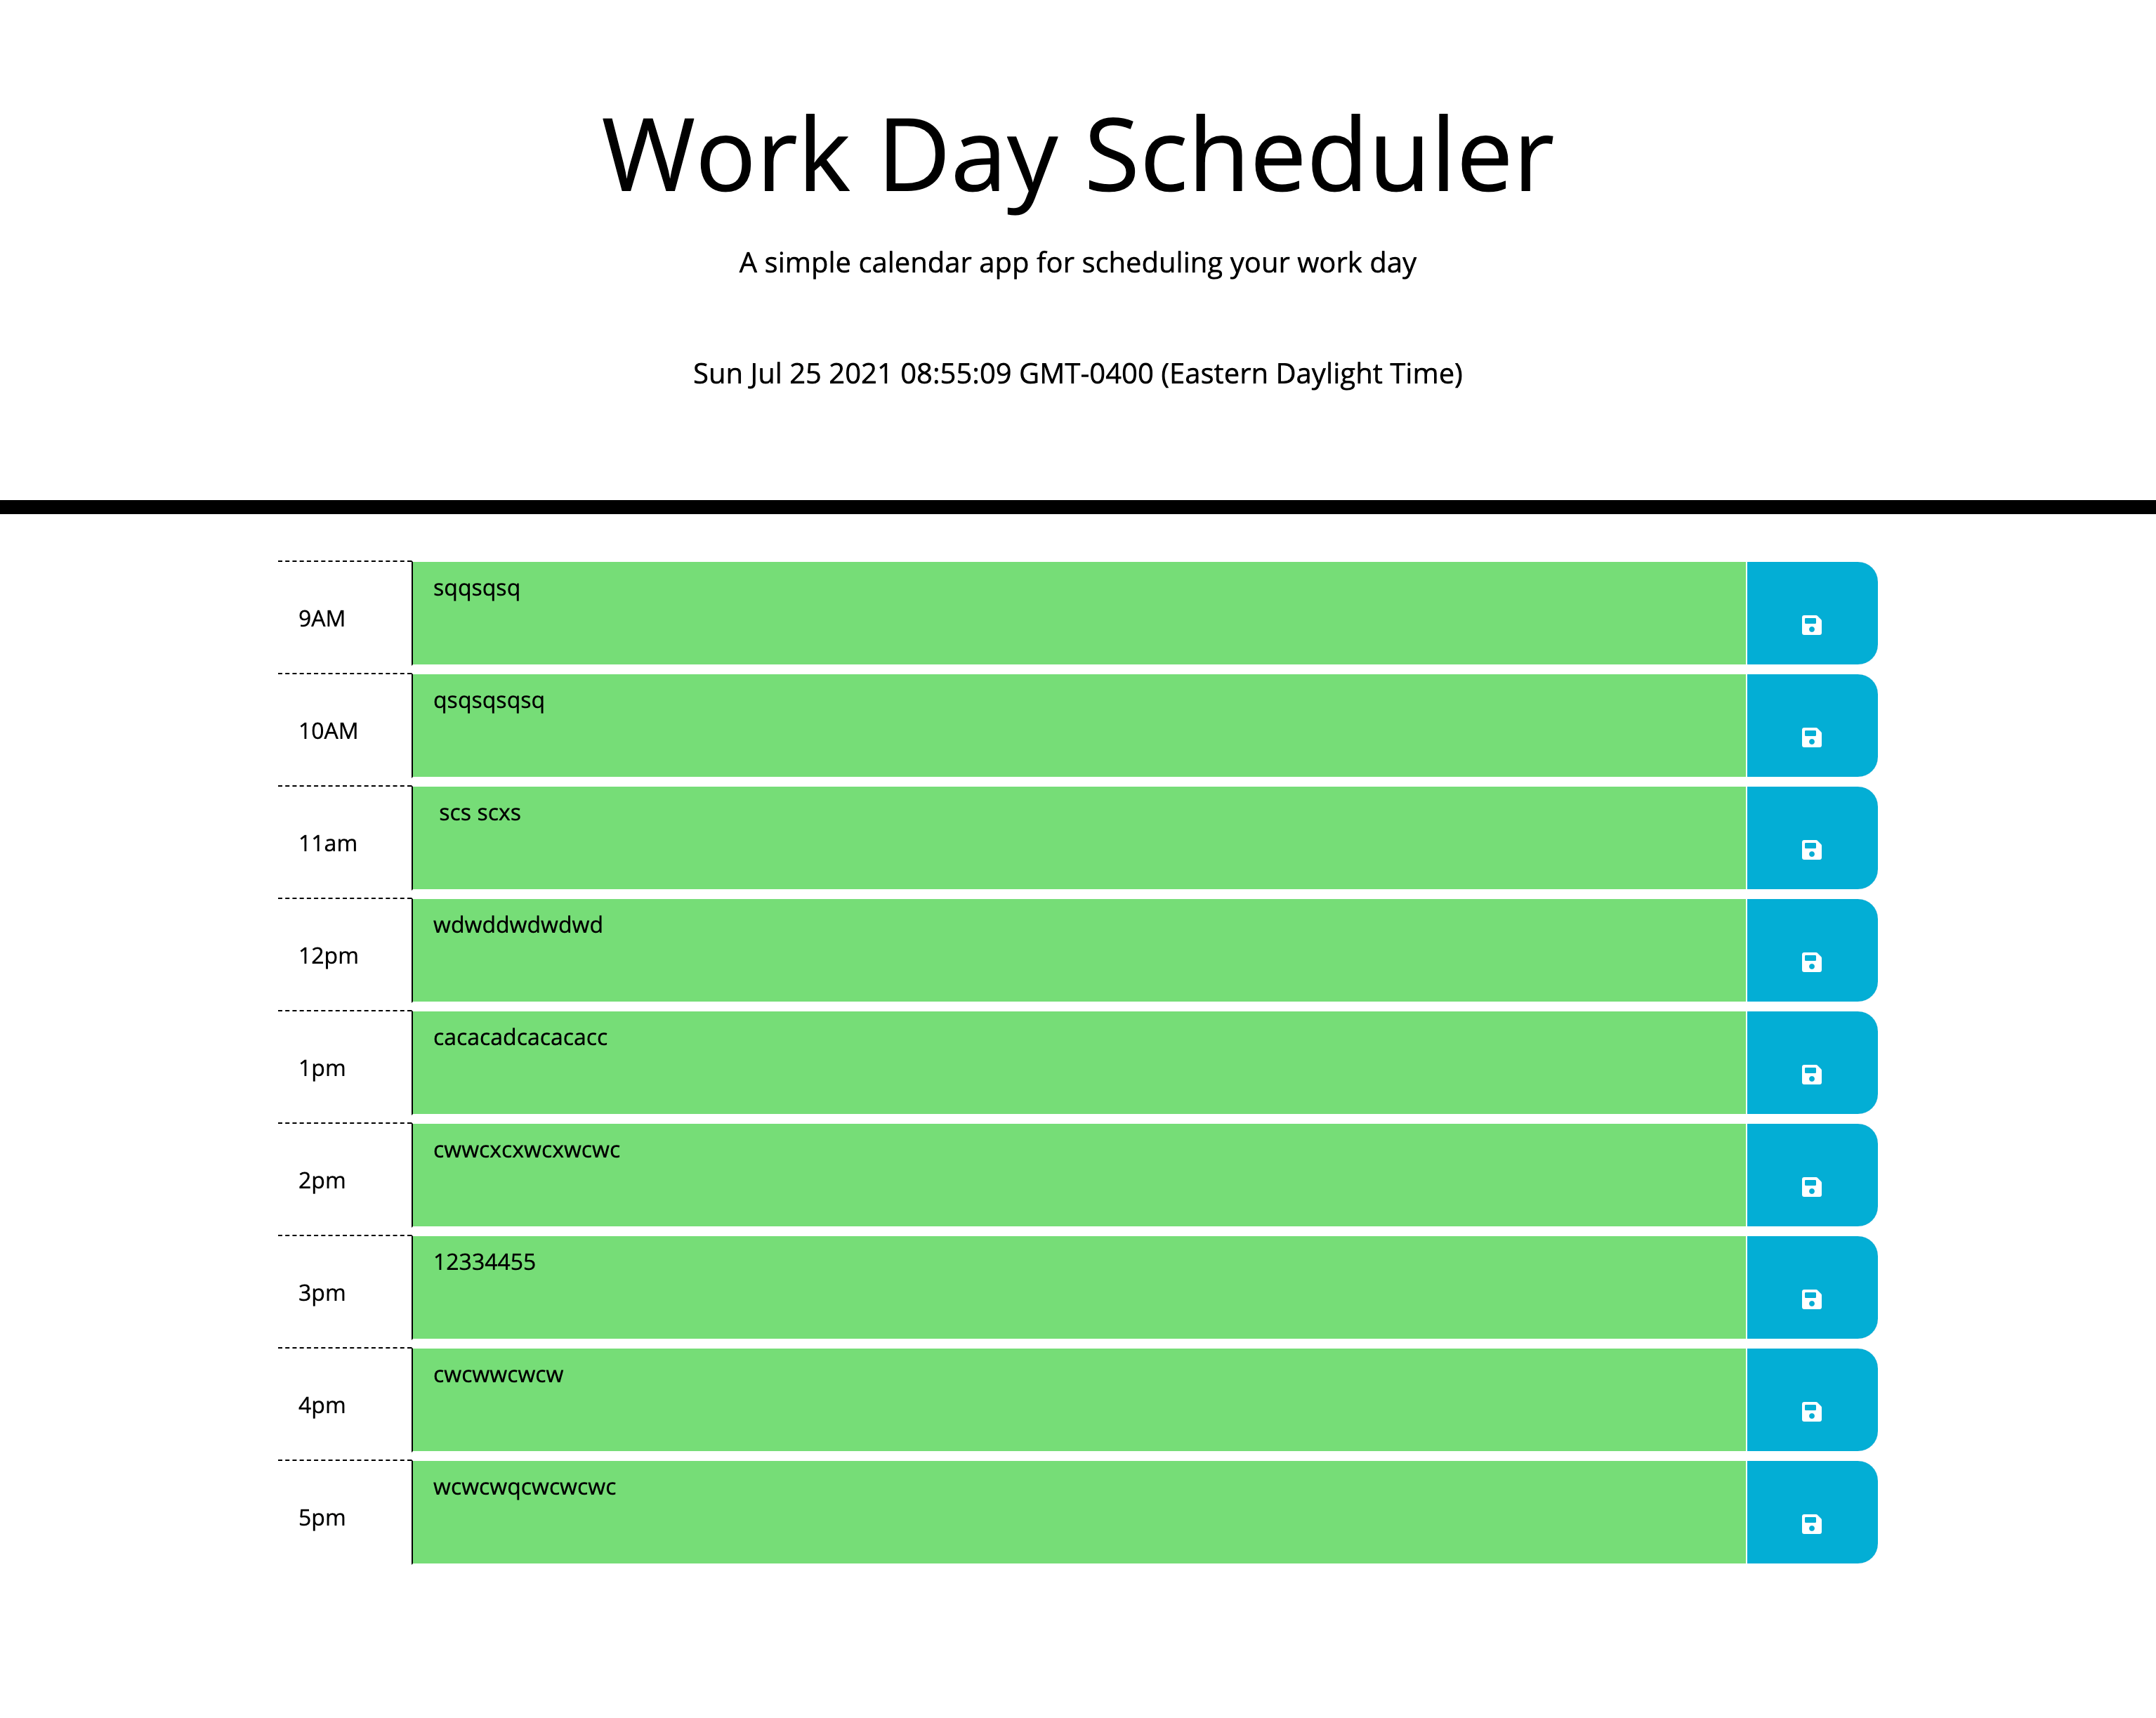 Work Day Scheduler
A simple calendar app for scheduling your work day
Sun Jul 25 2021 08:55:09 GMT-0400 (Eastern Daylight Time)
9AM
sqqsqsq
10AM
qsqsqsqsq
11am
scs scxs
12pm
wdwddwdwdwd
1pm
cacacadcacacacc
2pm
cwwcxcxwcxwcwc
3pm
12334455
4pm
cwcwwcwcw
5pm
wcwcwqcwcwcwc